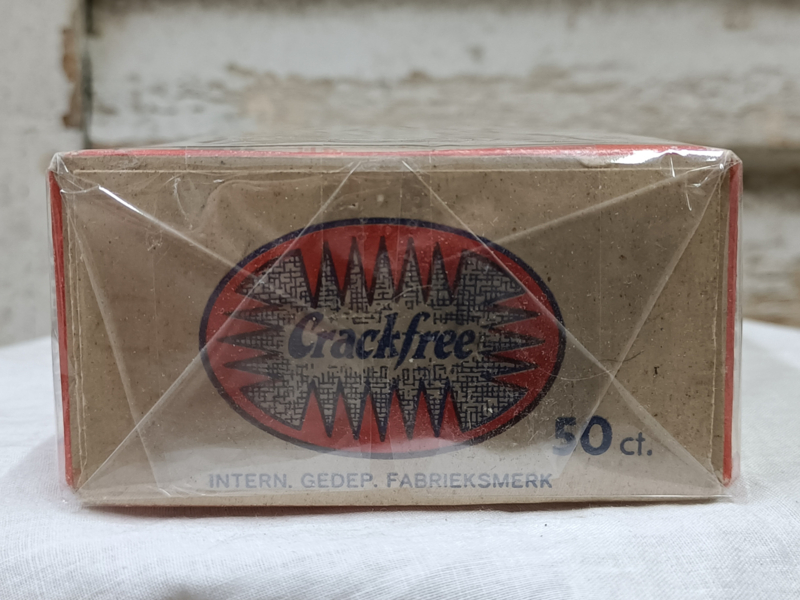 Crackfree
50 ct.
INTERN. GEDEP. FABRIEKSMERK